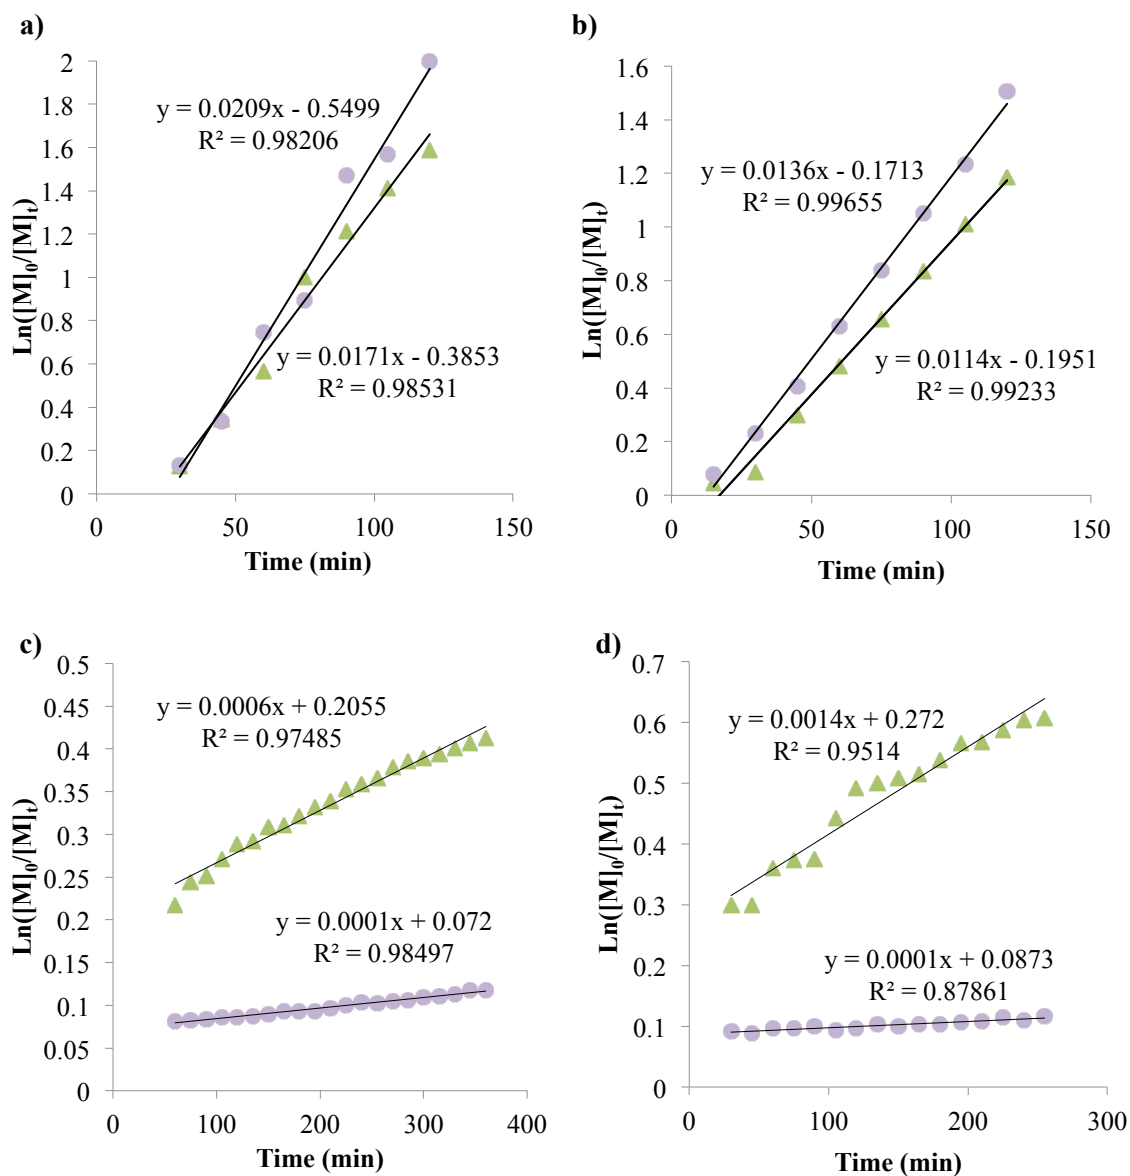 a)
Ln([M]0/[M]t)
2
1.8
1.6
1.4
1.2
1
0.8
0.6
0.4
0.2
0
y = 0.0209x - 0.5499
R² = 0.98206
y = 0.0171x - 0.3853
R² = 0.98531
0 50 100 150
Time (min)
b)
Ln([M]0/[M]t)
1.6
1.4
1.2
1
0.8
0.6
0.4
0.2
0
y = 0.0136x - 0.1713
R² = 0.99655
y = 0.0114x - 0.1951
R² = 0.99233
0 50 100 150
Time (min)
c)
Ln([M]0/[M]t)
0.5
0.45
0.4
0.35
0.3
0.25
0.2
0.15
0.1
0.05
0
y = 0.0006x + 0.2055
R² = 0.97485
y = 0.0001x + 0.072
R² = 0.98497
0 100 200 300 400
Time (min)
d)
Ln([M]0/[M]t)
0.7
0.6
0.5
0.4
0.3
0.2
0.1
0
y = 0.0014x + 0.272
R² = 0.9514
y = 0.0001x + 0.0873
R² = 0.87861
0 100 200 300
Time (min)